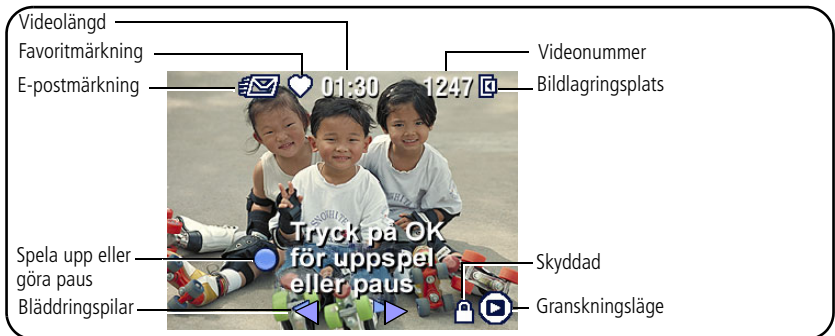 Videolängd
Favoritmärkning
E-postmärkning
Videonummer
Bildlagringsplats
01:30 1247
Tryck på OK
för uppspel
eller paus
Spela upp eller
göra paus
Bläddringspilar
Skyddad
Granskningsläge